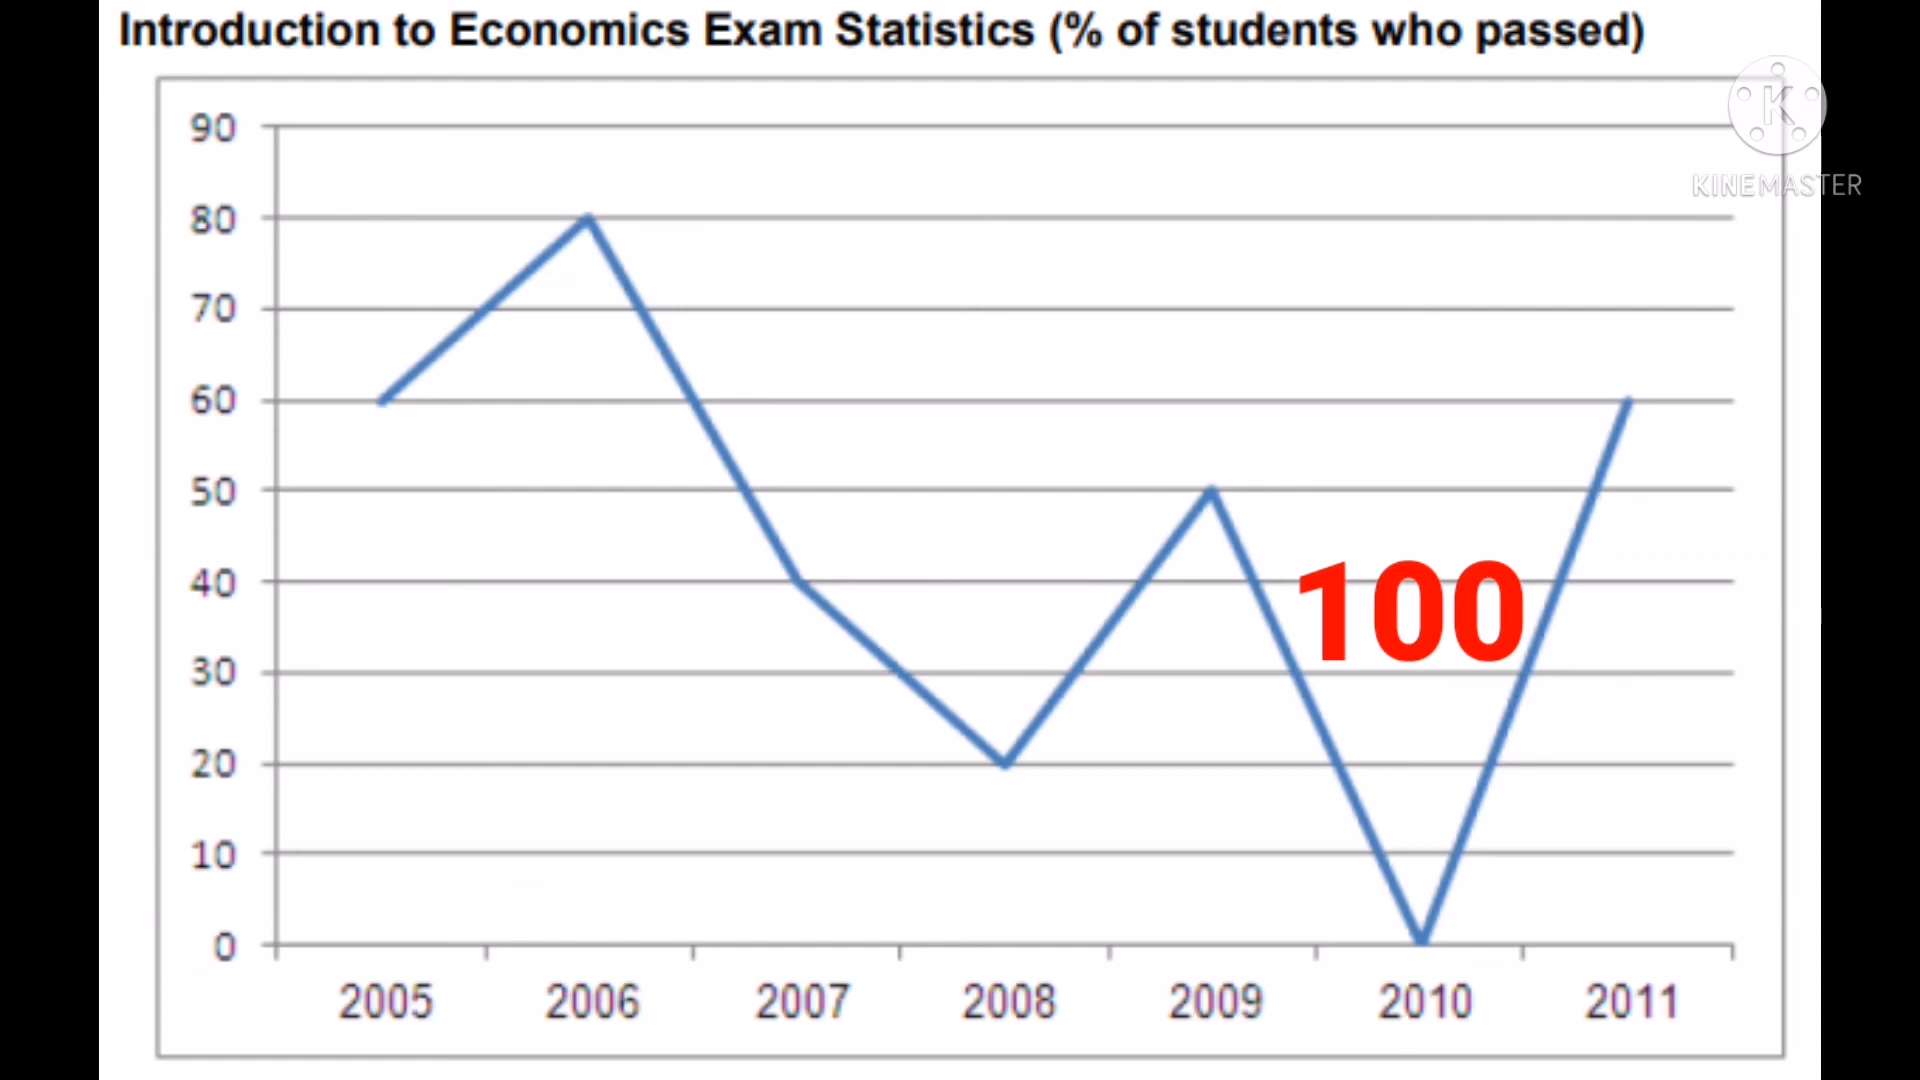 Introduction to Economics Exam Statistics (% of students who passed)
K
KINEMASTER
90
80
70
60
50
40
100
30
20
10
0
2005 2006 2007 2008 2009 2010 2011